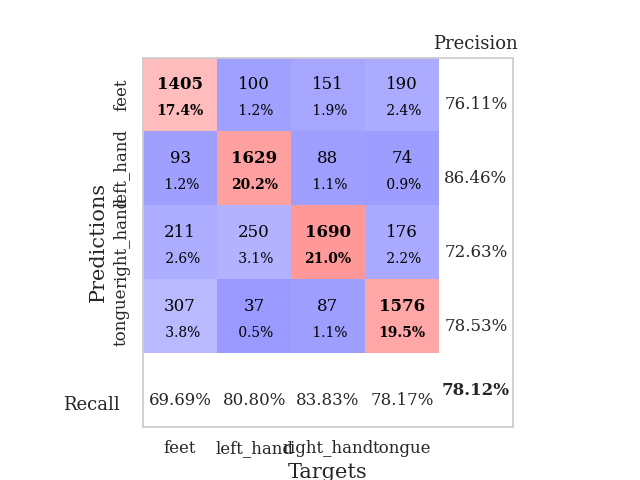 Precision
feet 1405 100 151 190 76.11%
17.4% 1.2% 1.9% 2.4%
left_hand 93 1629 88 74 86.46%
1.2% 20.2% 1.1% 0.9%
right_hand 211 250 1690 176 72.63%
2.6% 3.1% 21.0% 2.2%
tongue 307 37 87 1576 78.53%
3.8% 0.5% 1.1% 19.5%
Predictions
Recall 69.69% 80.80% 83.83% 78.17% 78.12%
feet left_hand right_hand tongue
Targets